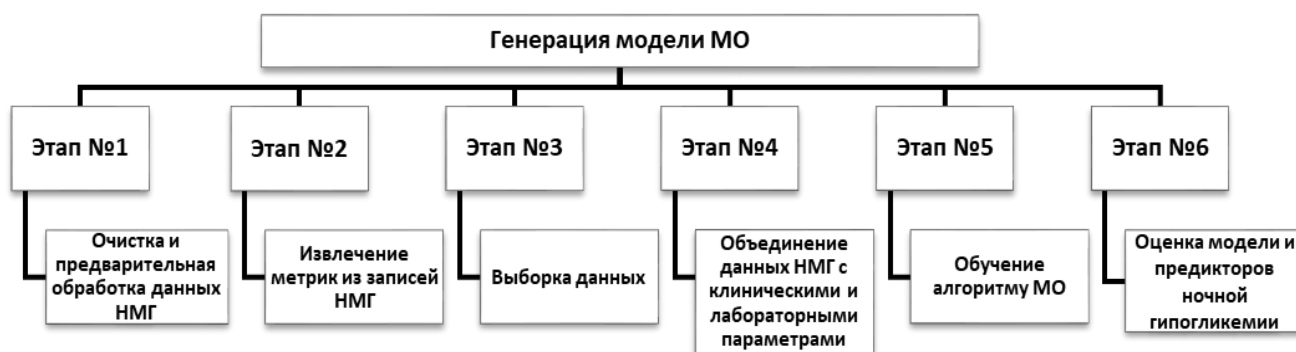 Генерация модели МО
Этап №1
Этап №2
Этап №3
Этап №4
Этап №5
Этап №6
Очистка и
предварительная
обработка данных
НМГ
Извлечение
метрик из записей
НМГ
Выборка данных
Объединение
данных НМГ с
клиническими и
лабораторными
параметрами
Обучение
алгоритму МО
Оценка модели и
предикторов
ночной
гипогликемии